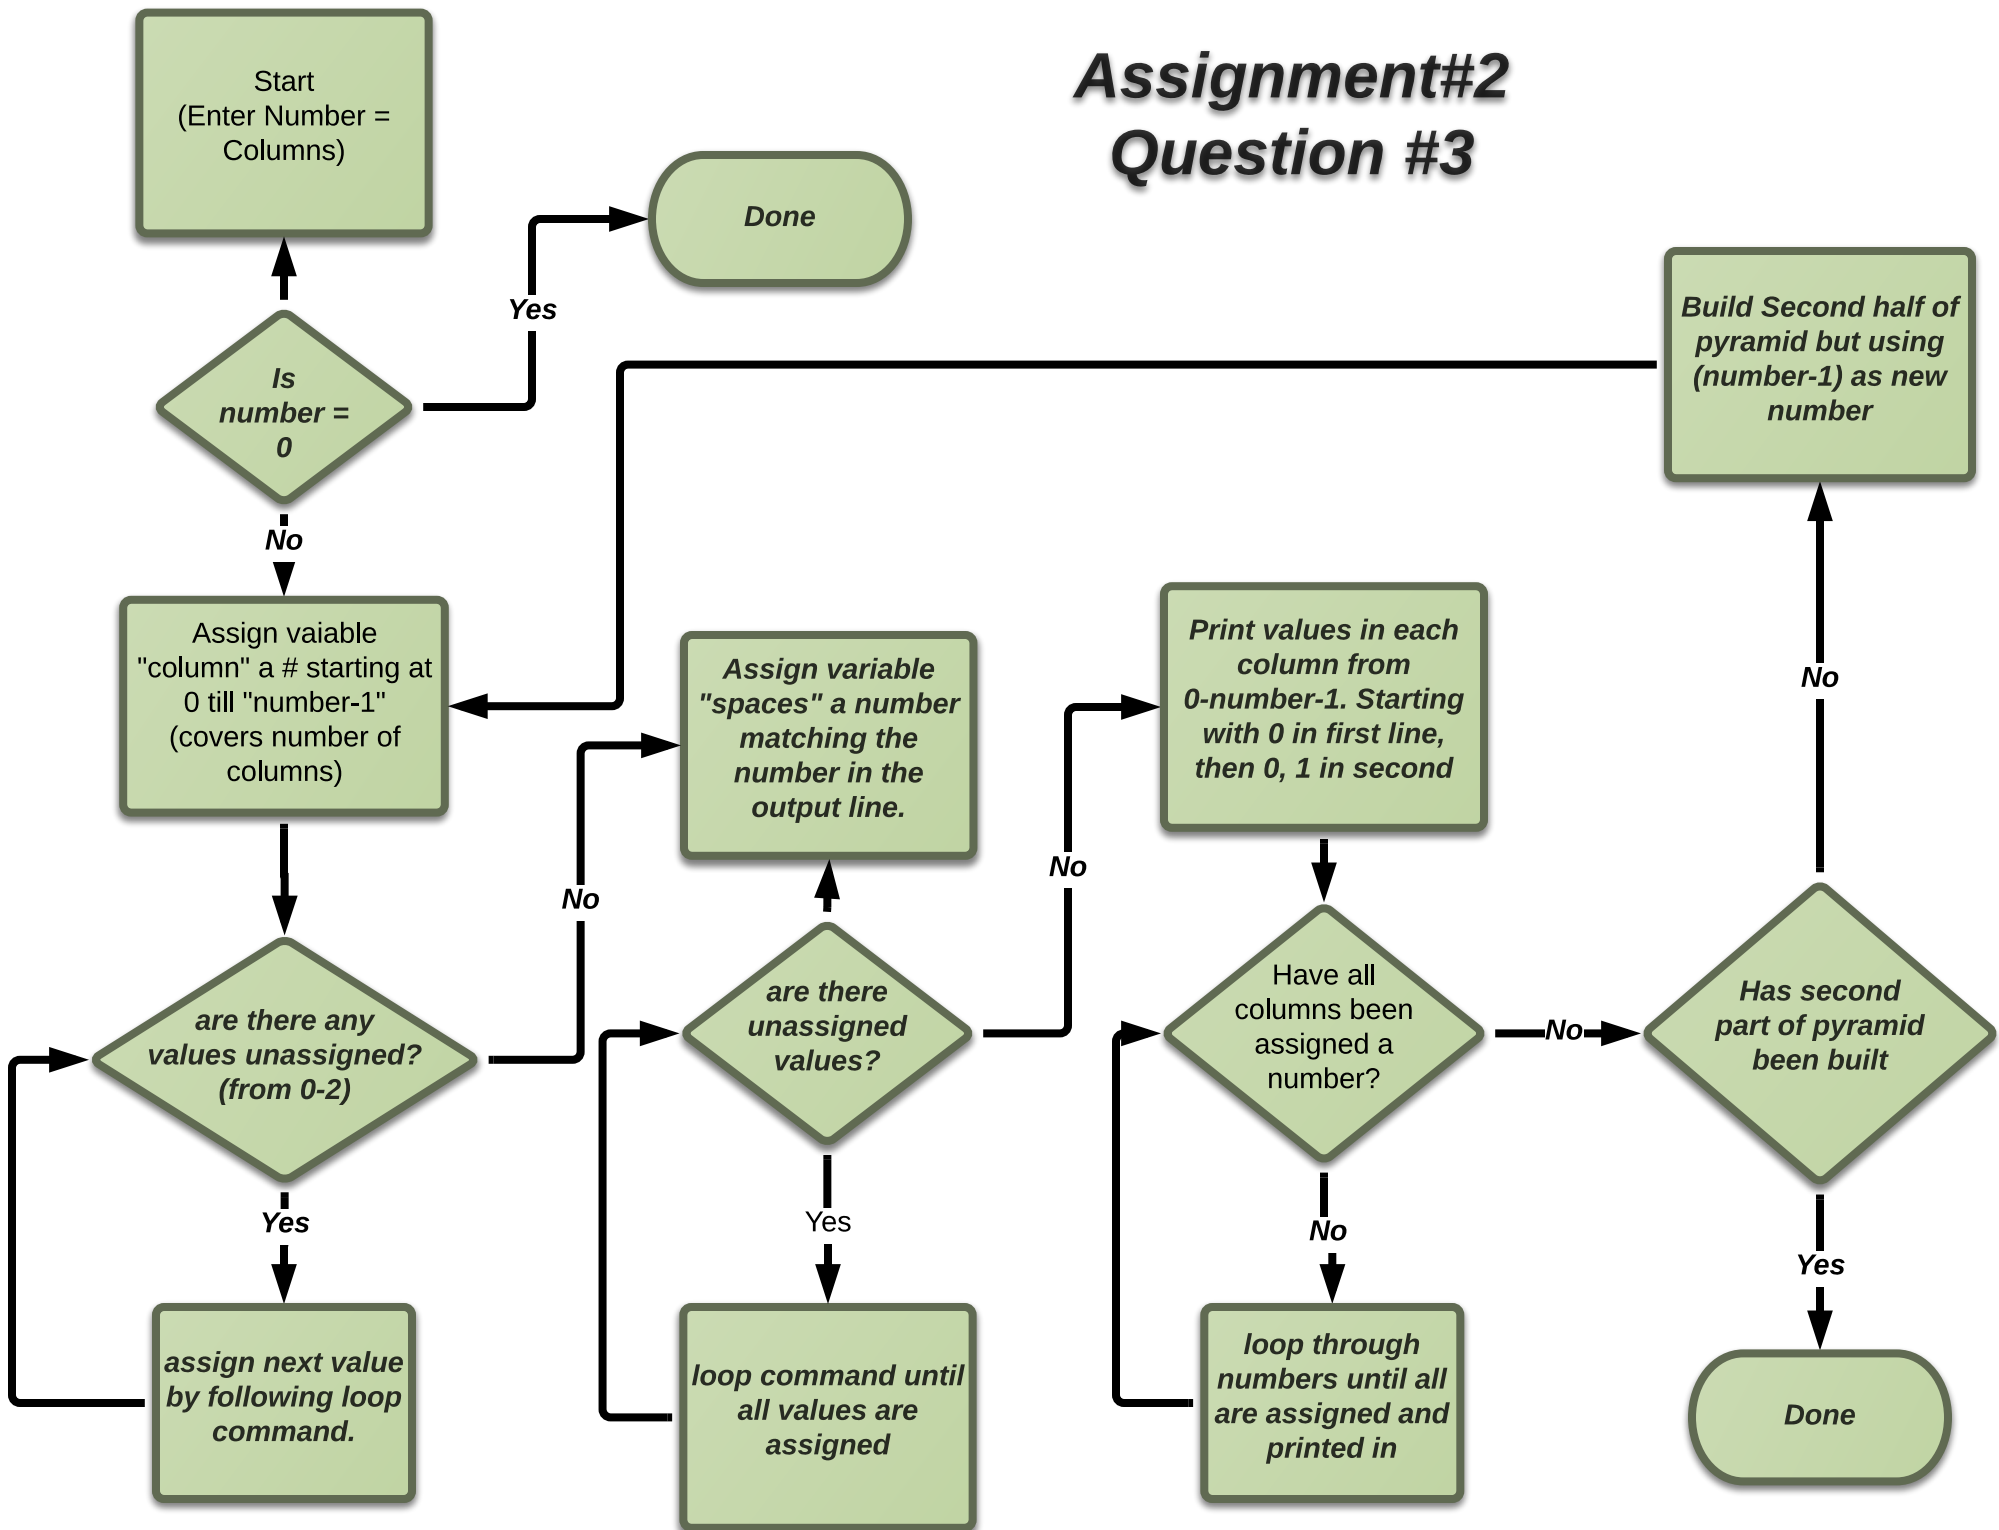 Assignment#2
Question #3
Start
(Enter Number =
Columns)
Done
Yes
Is
number =
0
No
Build Second half of
pyramid but using
(number-1) as new
number
No
Assign vaiable
"column" a # starting at
0 till "number-1"
(covers number of
columns)
Assign variable
"spaces" a number
matching the
number in the
output line.
Print values in each
column from
0-number-1. Starting
with 0 in first line,
then 0, 1 in second
No
No
are there any
values unassigned?
(from 0-2)
are there
unassigned
values?
Have all
columns been
assigned a
number?
No
Has second
part of pyramid
been built
Yes
Yes
No
Yes
assign next value
by following loop
command.
loop command until
all values are
assigned
loop through
numbers until all
are assigned and
printed in
Done